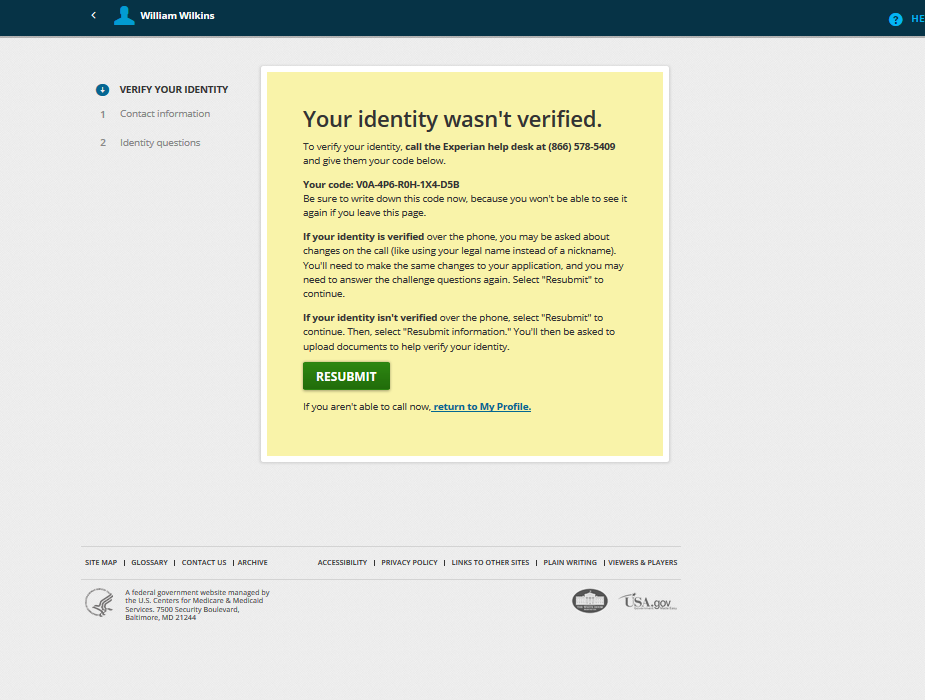 William Wilkins
? HE
VERIFY YOUR IDENTITY
1 Contact information
2 Identity questions
Your identity wasn't verified.
To verify your identity, call the Experian help desk at (866) 578-5409
and give them your code below.
Your code: V0A-4P6-R0H-1X4-D5B
Be sure to write down this code now, because you won't be able to see it
again if you leave this page.
If your identity is verified over the phone, you may be asked about
changes on the call (like using your legal name instead of a nickname).
You'll need to make the same changes to your application, and you may
need to answer the challenge questions again. Select "Resubmit" to
continue.
If your identity isn't verified over the phone, select "Resubmit" to
continue. Then, select "Resubmit information." You'll then be asked to
upload documents to help verify your identity.
RESUBMIT
If you aren't able to call now, return to My Profile.
SITE MAP | GLOSSARY | CONTACT US | ARCHIVE
ACCESSIBILITY | PRIVACY POLICY | LINKS TO OTHER SITES | PLAIN WRITING | VIEWERS & PLAYERS
A federal government website managed by
the U.S. Centers for Medicare & Medicaid
Services. 7500 Security Boulevard,
Baltimore, MD 21244
USA.gov